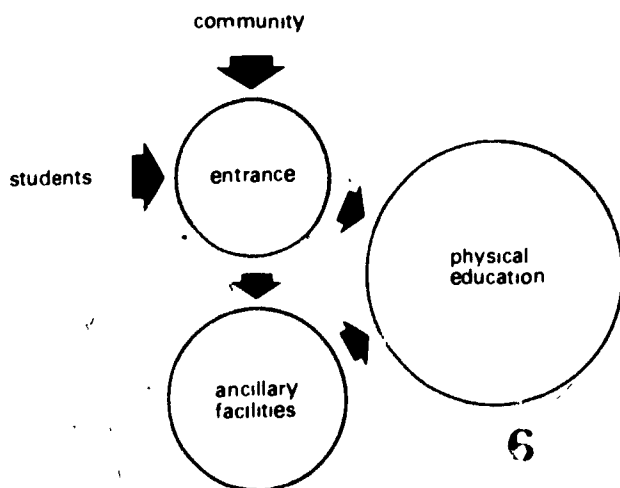 community
students
entrance
physical
education
ancillary
facilities
6